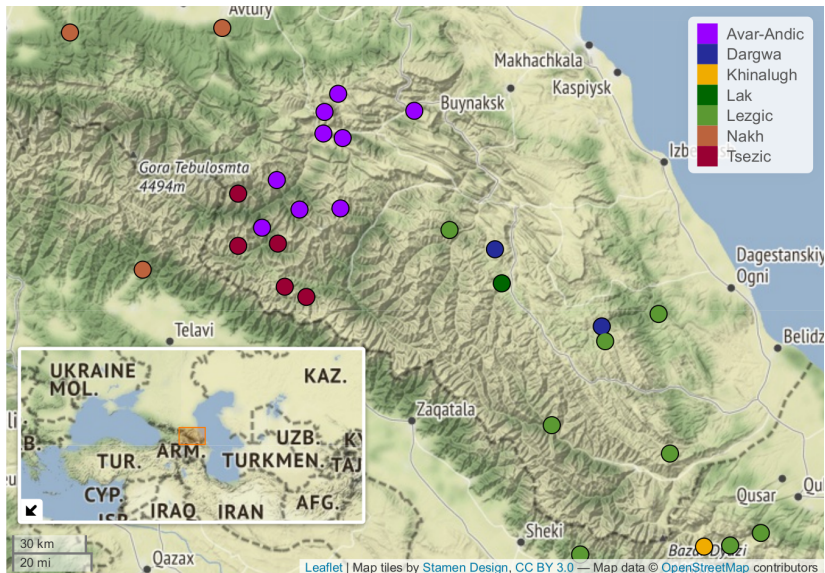 Avtury
Avar-Andic
Dargwa
Khinalugh
Lak
Lezgic
Nakh
Tsezic
Makhachkala
Kaspiysk
Buynaksk
Gora Tebulosmta
4494m
Dagestanskiy
Ogni
Belidz
Telavi
Zaqatala
UKRAINE
MOL.
KAZ.
UZB.
ARM.
TUR.
TURKMEN.
TAJ
CYP.
IRAQ
IRAN
AFG.
Qusar
Sheki
Qazax
30 km
20 mi
Leaflet | Map tiles by Stamen Design, CC BY 3.0 — Map data © OpenStreetMap contributors